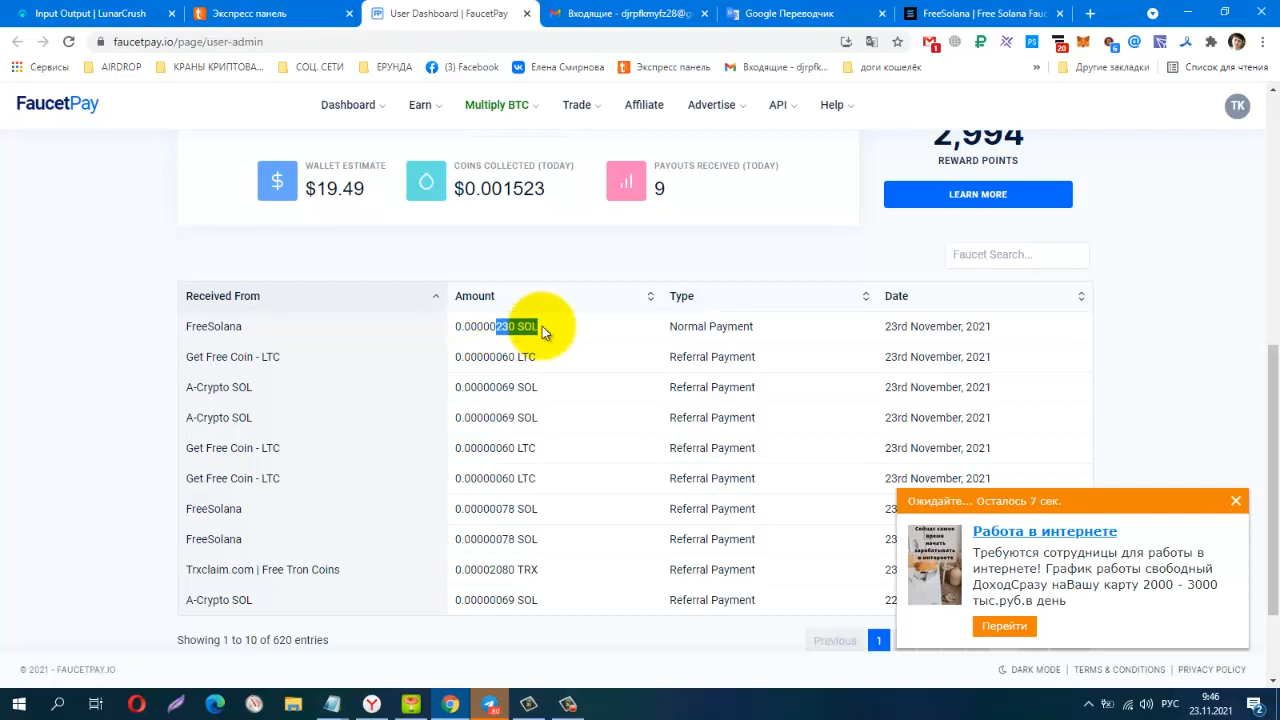 Input Output | LunarCrush
Экспресс панель
User Dashboard | FaucetPay
Входящие - djrpfkmyfz28@g
Google Переводчик
FreeSolana | Free Solana Fauc
faucetpay.io/page/user-admin
Сервисы
AIRDROP
КРАНЫ КРИПТОВА...
СОЦ. СЕТИ
ЕРУНДА
(3) Facebook
Елена Смирнова
Экспресс панель
Входящие - djrpfk...
доги кошелёк
»
Другие закладки
Список для чтения
FaucetPay
Dashboard
Earn
Multiply BTC
Trade
Affiliate
Advertise
API
Help
TK
2,994
REWARD POINTS
LEARN MORE
WALLET ESTIMATE
$19.49
COINS COLLECTED (TODAY)
$0.001523
PAYOUTS RECEIVED (TODAY)
9
Faucet Search...
Received From Amount Type Date
FreeSolana 0.00000230 SOL Normal Payment 23rd November, 2021
Get Free Coin - LTC 0.00000060 LTC Referral Payment 23rd November, 2021
A-Crypto SOL 0.00000069 SOL Referral Payment 23rd November, 2021
A-Crypto SOL 0.00000069 SOL Referral Payment 23rd November, 2021
Get Free Coin - LTC 0.00000060 LTC Referral Payment 23rd November, 2021
Get Free Coin - LTC 0.00000060 LTC Referral Payment 23rd November, 2021
FreeSolana 0.00000078 SOL Referral Payment 23
FreeSolana 0.00000078 SOL Referral Payment 23
Trxclaim.com | Free Tron Coins 0.00002080 TRX Referral Payment 23
A-Crypto SOL 0.00000069 SOL Referral Payment 22
Showing 1 to 10 of 620 entries
Previous
1
Ожидайте... Осталось 7 сек.
Сейчас самое
время
начать
зарабатывать
в интернете
Работа в интернете
Требуются сотрудницы для работы в
интернете! График работы свободный
ДоходСразу наВашу карту 2000 - 3000
тыс.руб.в день
Перейти
© 2021 - FAUCETPAY.IO
DARK MODE | TERMS & CONDITIONS | PRIVACY POLICY
РУС
9:46
23.11.2021